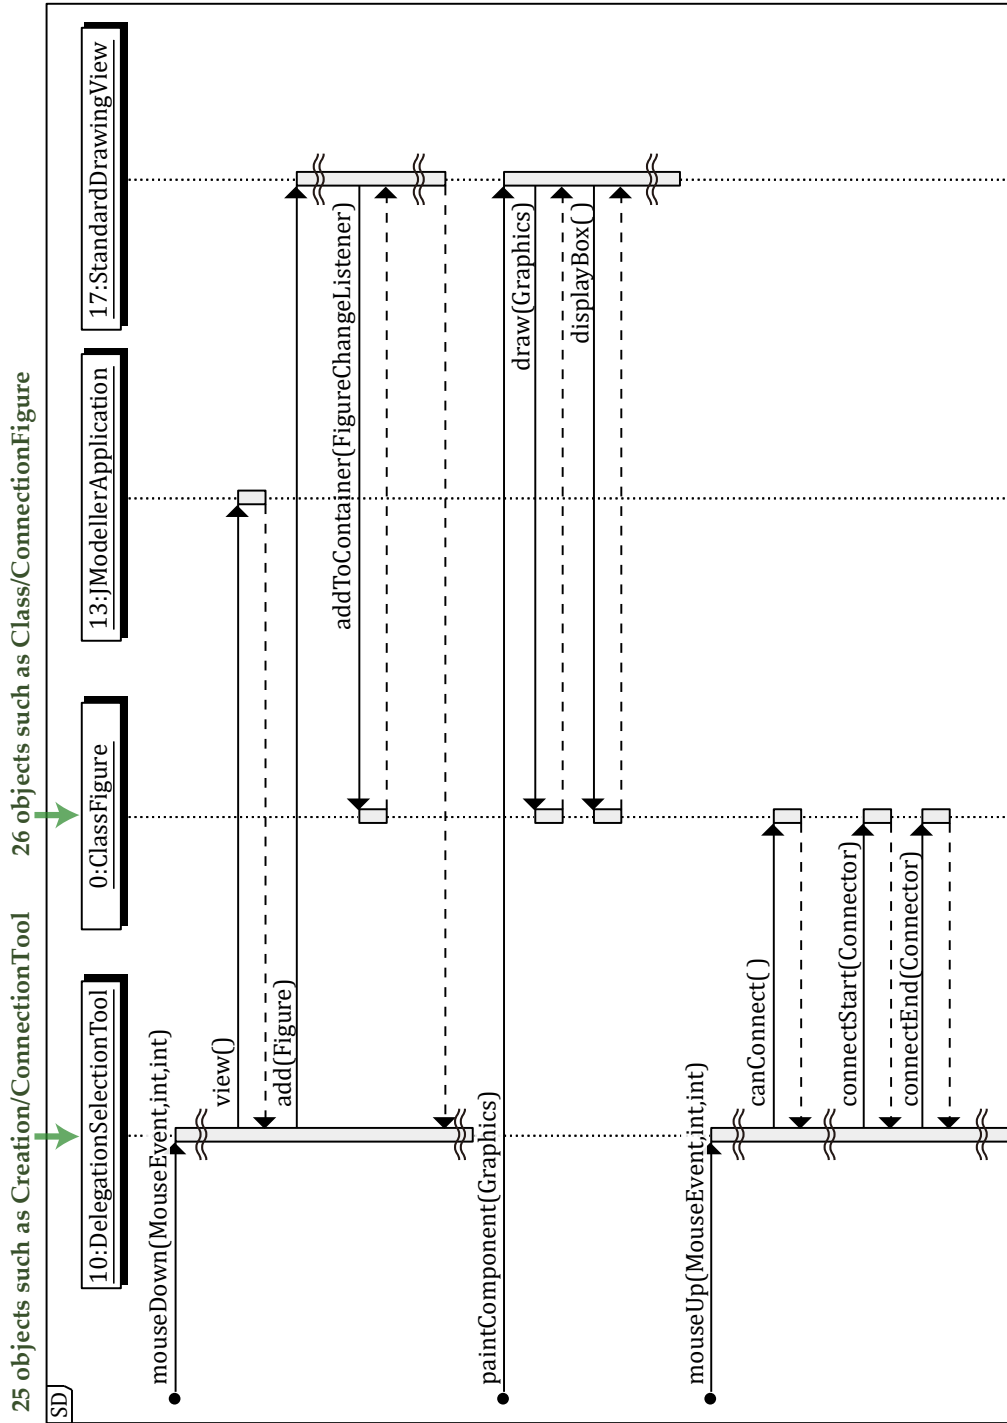 25 objects such as Creation/ConnectionTool
26 objects such as Class/ConnectionFigure
SD
10:DelegationSelectionTool
0:ClassFigure
13:JModellerApplication
17:StandardDrawingView
mouseDown(MouseEvent,int,int)
view()
add(Figure)
addToContainer(FigureChangeListener)
paintComponent(Graphics)
draw(Graphics)
displayBox( )
mouseUp(MouseEvent,int,int)
canConnect( )
connectStart(Connector)
connectEnd(Connector)